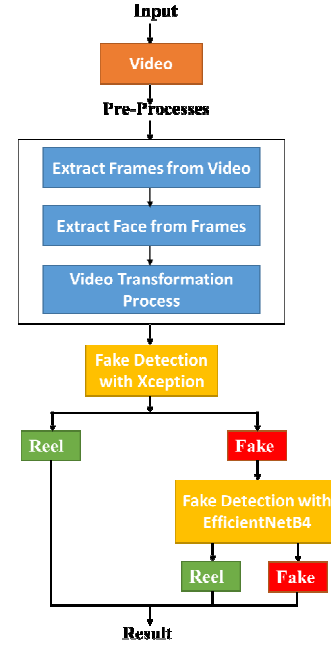 Input
Video
Pre-Processes
Extract Frames from Video
Extract Face from Frames
Video Transformation
Process
Fake Detection
with Xception
Reel
Fake
Fake Detection with
EfficientNetB4
Reel
Fake
Result